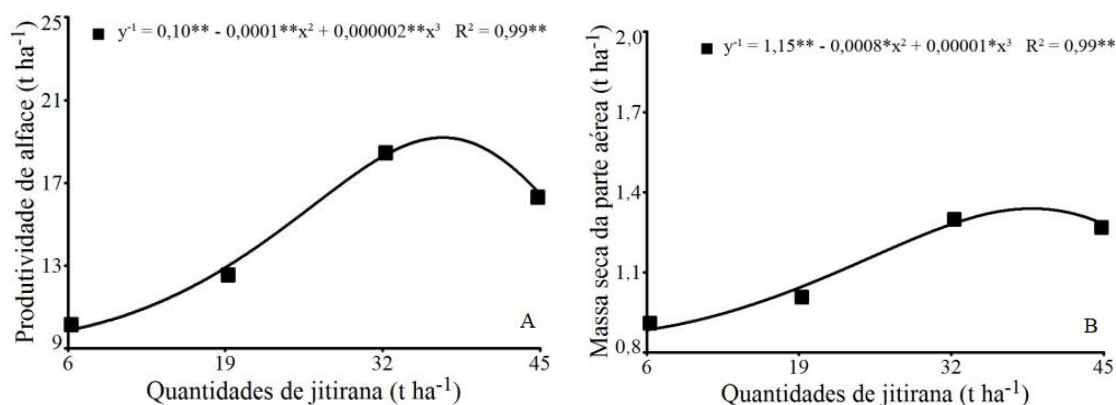 y⁻¹ = 0,10** - 0,0001**x² + 0,000002**x³ R² = 0,99**
Produtividade de alface (t ha⁻¹)
25
21
17
13
9
A
6 19 32 45
Quantidades de jitirana (t ha⁻¹)
y⁻¹ = 1,15** - 0,0008*x² + 0,00001*x³ R² = 0,99**
Massa seca da parte aérea (t ha⁻¹)
2,0
1,7
1,4
1,1
0,8
B
6 19 32 45
Quantidades de jitirana (t ha⁻¹)